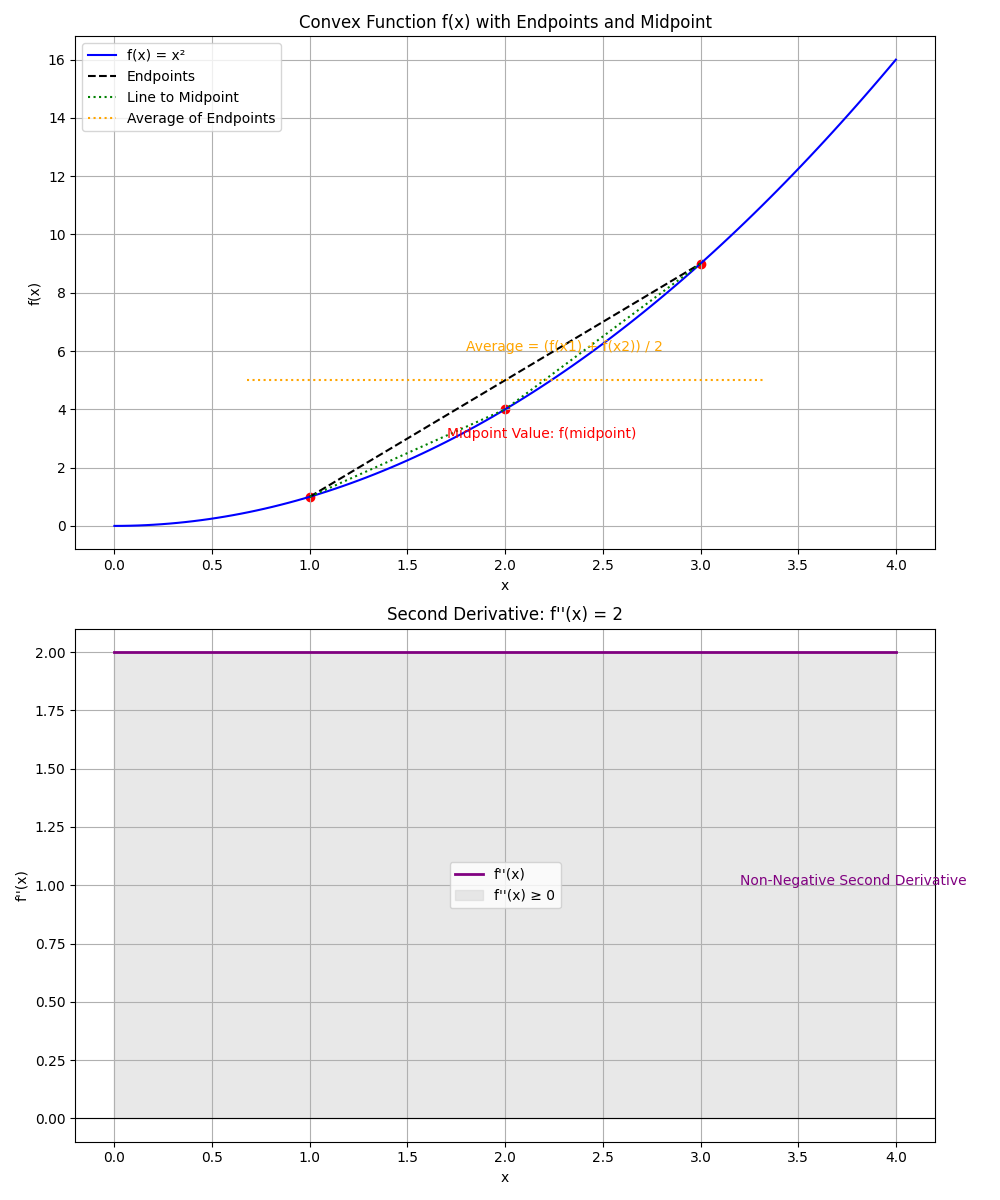 Convex Function f(x) with Endpoints and Midpoint
f(x) = x²
Endpoints
Line to Midpoint
Average of Endpoints
16
14
12
10
8
6
4
2
0
f(x)
Average = (f(x1) + f(x2)) / 2
Midpoint Value: f(midpoint)
0.0 0.5 1.0 1.5 2.0 2.5 3.0 3.5 4.0
x
Second Derivative: f''(x) = 2
2.00
1.75
1.50
1.25
1.00
0.75
0.50
0.25
0.00
f''(x)
f''(x)
f''(x) ≥ 0
Non-Negative Second Derivative
0.0 0.5 1.0 1.5 2.0 2.5 3.0 3.5 4.0
x